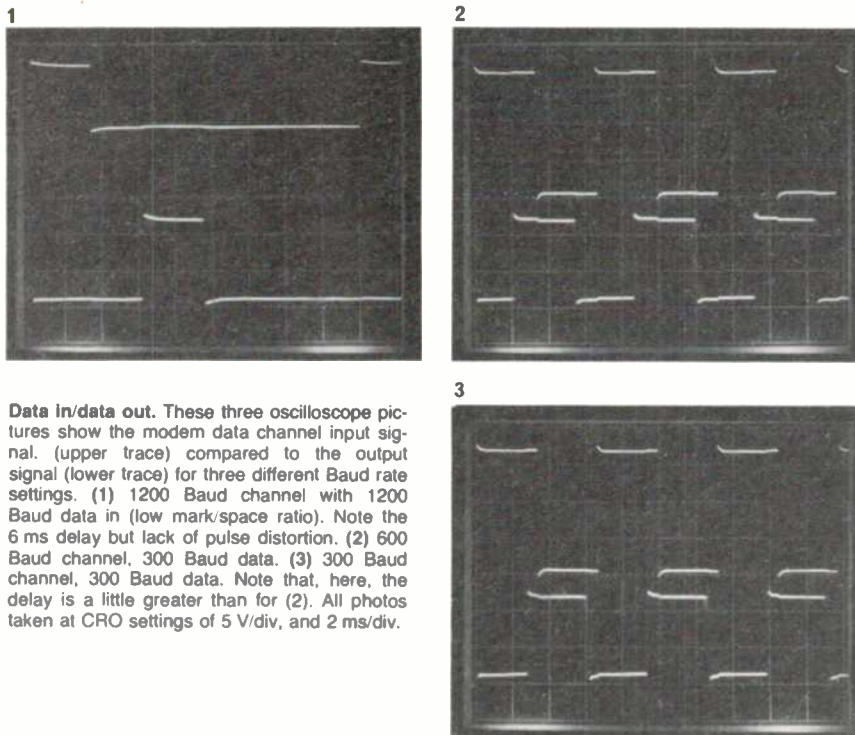 1
2
Data in/data out. These three oscilloscope pic-
tures show the modem data channel input sig-
nal. (upper trace) compared to the output
signal (lower trace) for three different Baud rate
settings. (1) 1200 Baud channel with 1200
Baud data in (low mark/space ratio). Note the
6 ms delay but lack of pulse distortion. (2) 600
Baud channel, 300 Baud data. (3) 300 Baud
channel, 300 Baud data. Note that, here, the
delay is a little greater than for (2). All photos
taken at CRO settings of 5 V/div, and 2 ms/div.
3